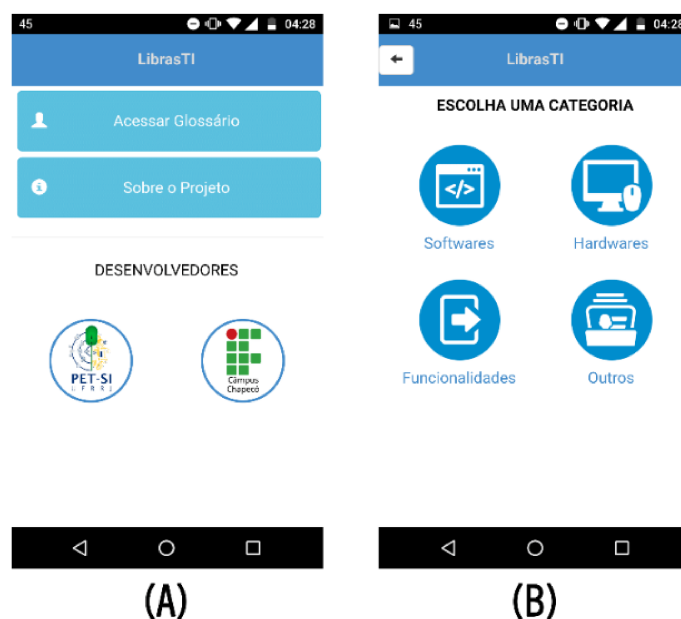 45 04:28
LibrasTI
Acessar Glossário
Sobre o Projeto
DESENVOLVEDORES
PET-SI
UFRRJ
Câmpus
Chapecó
(A)
45 04:28
LibrasTI
ESCOLHA UMA CATEGORIA
</>
Softwares Hardwares
Funcionalidades Outros
(B)